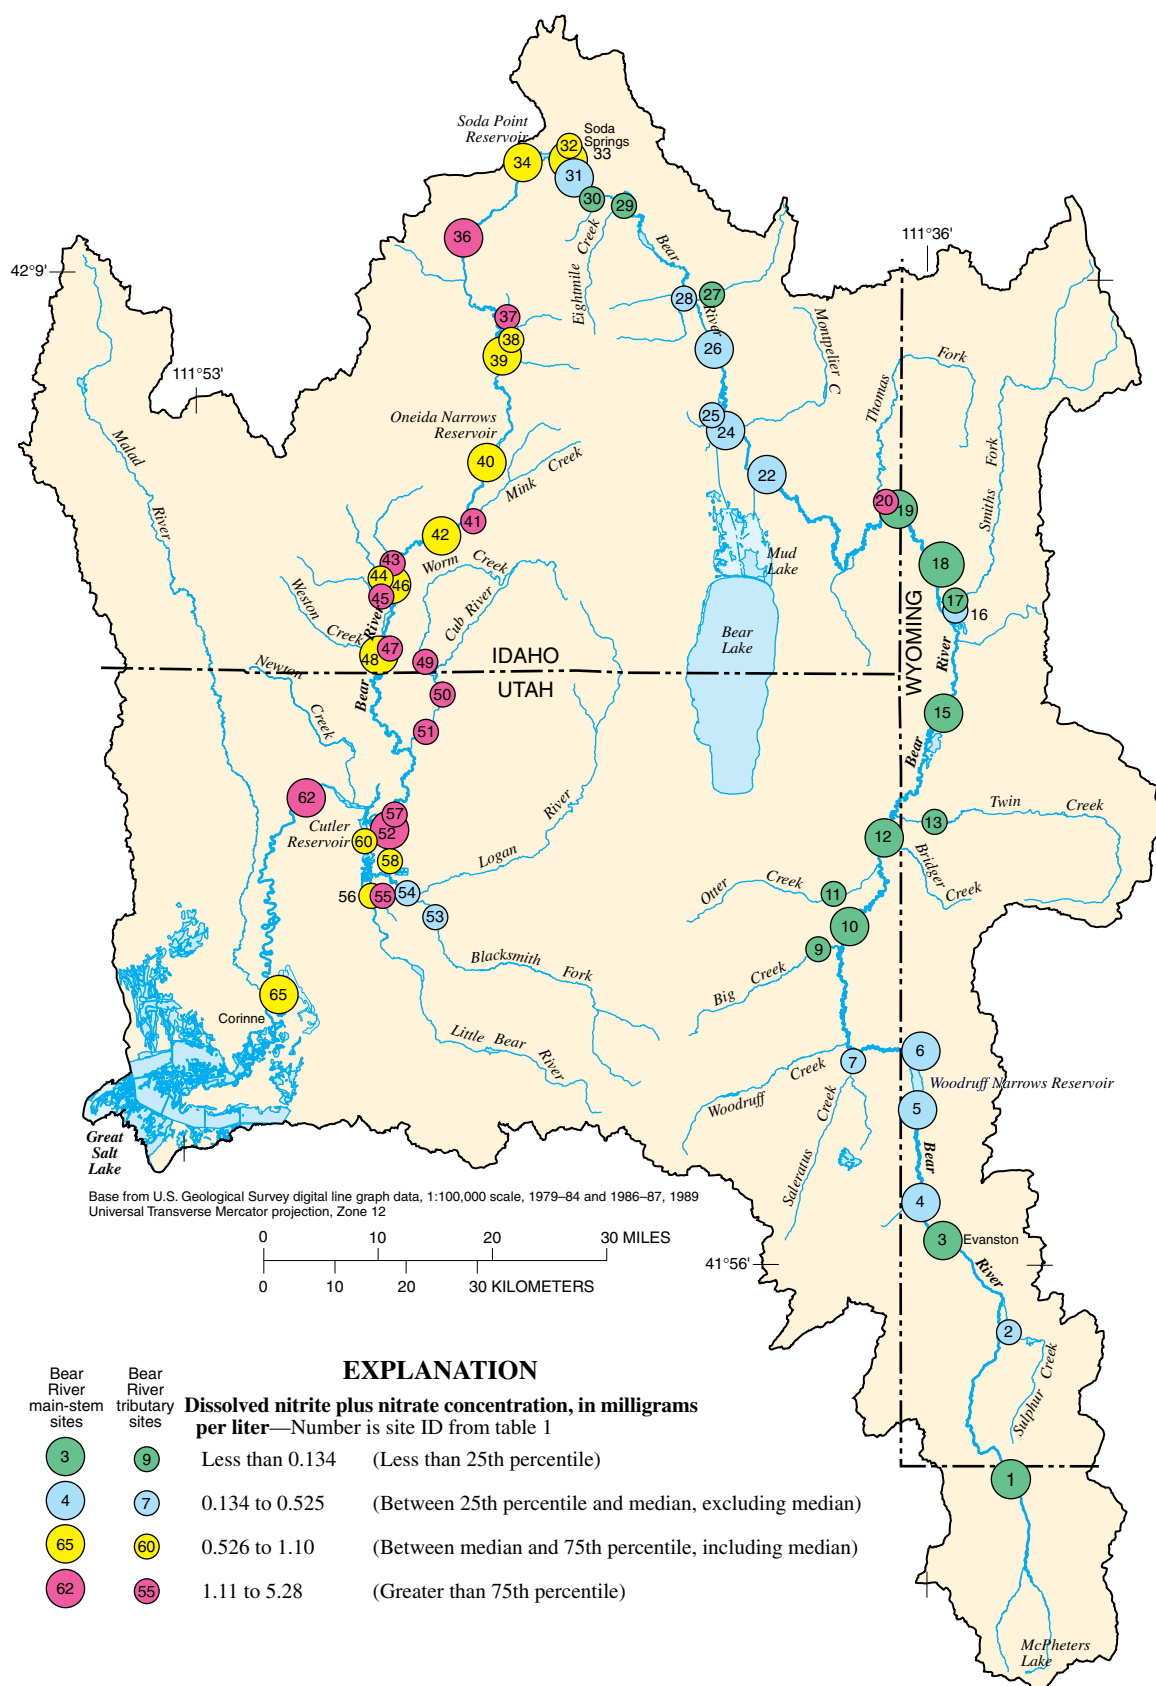 Soda Point
Reservoir
Soda
Springs
32
33
34
31
30
29
36
Creek
Eightmile
Bear
River
111°36'
42°9'
28
27
37
38
39
26
Montpelier C
Fork
Thomas
111°53'
Malad
River
Oneida Narrows
Reservoir
25
24
40
Mink
Creek
22
Fork
Smiths
20
19
41
42
18
Mud
Lake
43
44
46
45
Worm
Creek
Cub River
Weston
Creek
River
17
16
Bear
Lake
WYOMING
River
47
48
49
IDAHO
UTAH
Newton
Creek
Bear
50
51
15
Bear
62
57
52
60
58
Cutler
Reservoir
River
Logan
12
13
Twin
Creek
Bridger
Creek
56
55
54
53
Otter
Creek
11
10
9
Big
Creek
Blacksmith
Fork
65
Corinne
Little Bear
River
7
6
Woodruff
Creek
Woodruff Narrows Reservoir
5
Saleratus
Creek
Bear
Great
Salt
Lake
4
3
Evanston
River
41°56'
2
Sulphur
Creek
1
McPheters
Lake
Base from U.S. Geological Survey digital line graph data, 1:100,000 scale, 1979–84 and 1986–87, 1989
Universal Transverse Mercator projection, Zone 12
0 10 20 30 MILES
0 10 20 30 KILOMETERS
EXPLANATION
Bear
River
main-stem
sites
Bear
River
tributary
sites
Dissolved nitrite plus nitrate concentration, in milligrams
per liter—Number is site ID from table 1
3 9 Less than 0.134 (Less than 25th percentile)
4 7 0.134 to 0.525 (Between 25th percentile and median, excluding median)
65 60 0.526 to 1.10 (Between median and 75th percentile, including median)
62 55 1.11 to 5.28 (Greater than 75th percentile)